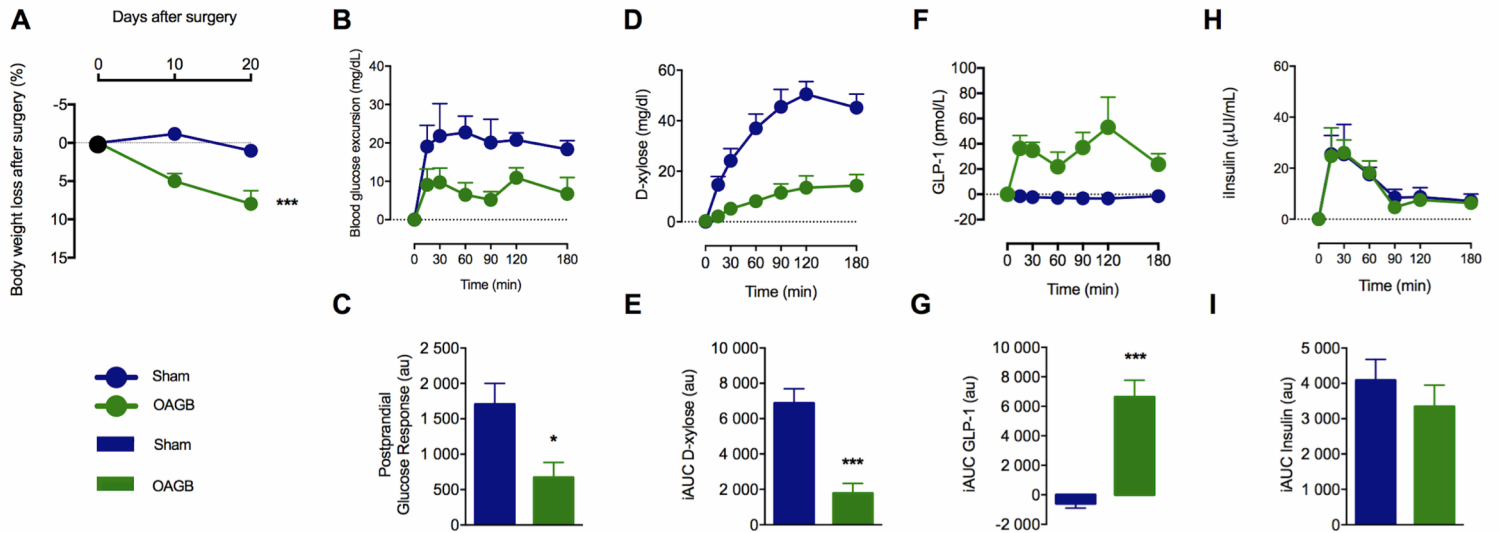 A
Days after surgery
0 10 20
Body weight loss after surgery (%)
-5
0
5
10
15
***
B
Blood glucose excursion (mg/dL)
40
30
20
10
0
0 30 60 90 120 180
Time (min)
D
D-xylose (mg/dl)
60
40
20
0
0 30 60 90 120 180
Time (min)
F
GLP-1 (pmol/L)
100
80
60
40
20
0
-20
0 30 60 90 120 180
Time (min)
H
iInsulin (µUI/mL)
60
40
20
0
0 30 60 90 120 180
Time (min)
Sham
OAGB
Sham
OAGB
C
Postprandial
Glucose Response (au)
2 500
2 000
1 500
1 000
500
0
*
E
iAUC D-xylose (au)
10 000
8 000
6 000
4 000
2 000
0
***
G
iAUC GLP-1 (au)
10 000
8 000
6 000
4 000
2 000
0
-2 000
***
I
iAUC Insulin (au)
5 000
4 000
3 000
2 000
1 000
0